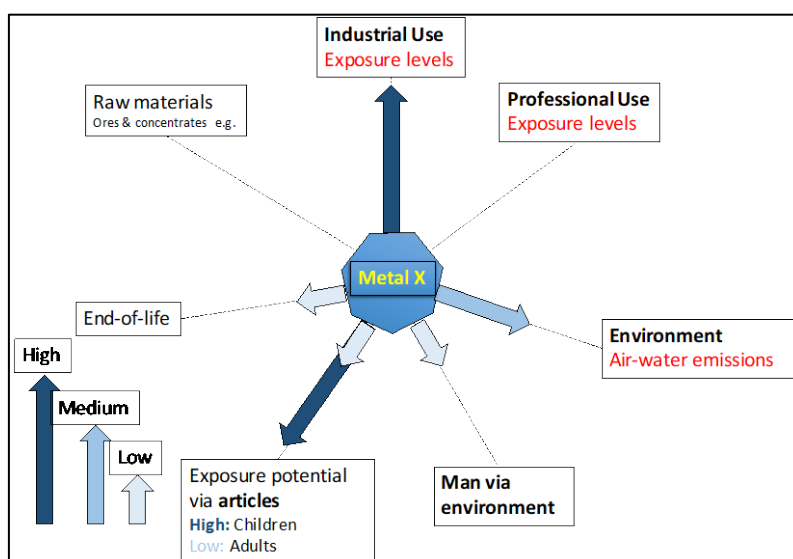 Industrial Use
Exposure levels
Raw materials
Ores & concentrates e.g.
Professional Use
Exposure levels
Metal X
End-of-life
Environment
Air-water emissions
High
Medium
Low
Exposure potential
via articles
High: Children
Low: Adults
Man via
environment